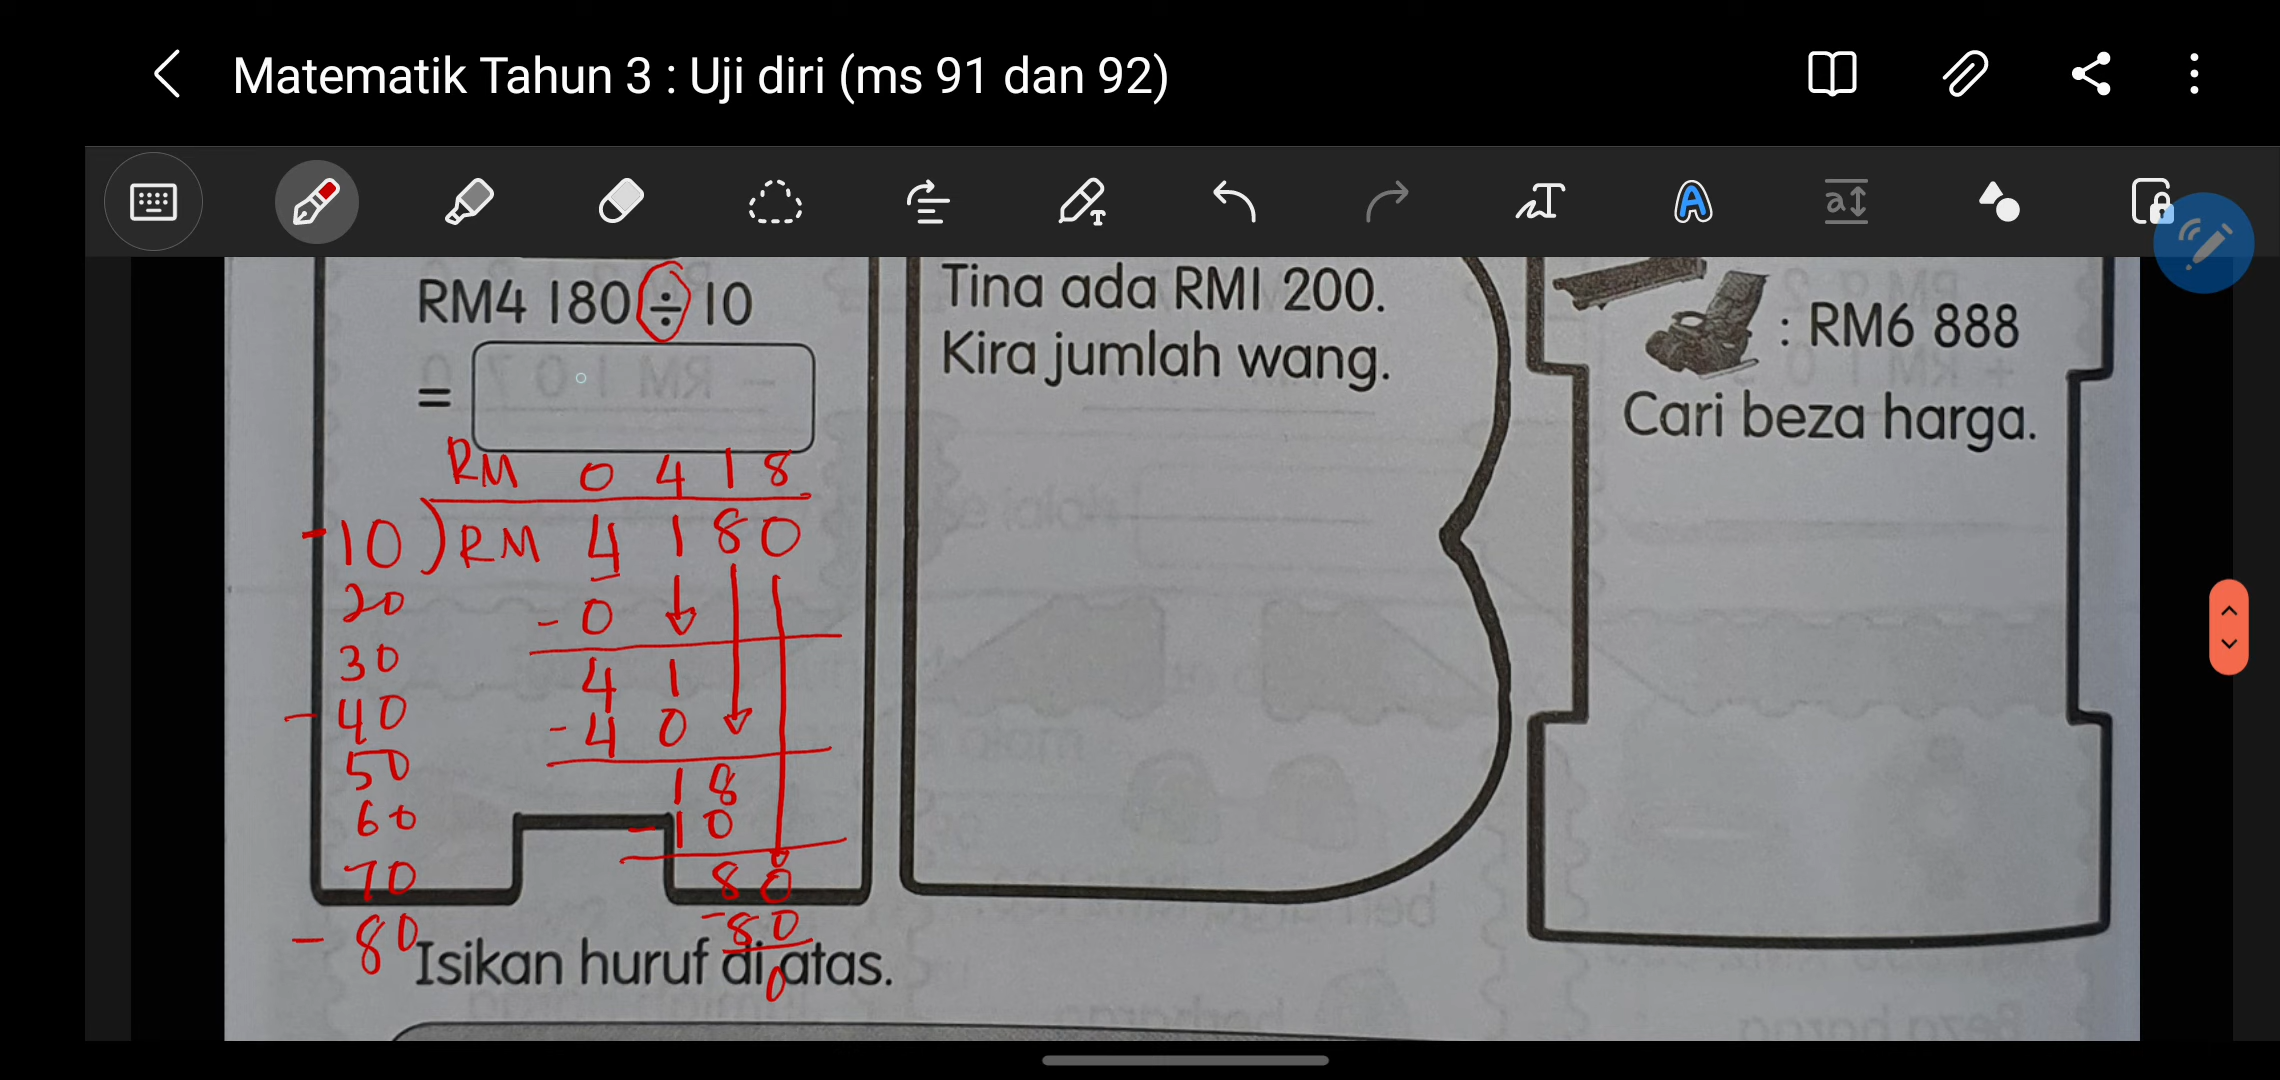 Matematik Tahun 3 : Uji diri (ms 91 dan 92)
RM4 180 ÷ 10
=
RM 0 4 1 8
10 ) RM 4 1 8 0
20
- 0
30
4 1
- 40
- 4 0
50
1 8
60
- 1 0
70
8 0
- 80
- 8 0
0
Isikan huruf di atas.
Tina ada RM1 200.
Kira jumlah wang.
: RM6 888
Cari beza harga.